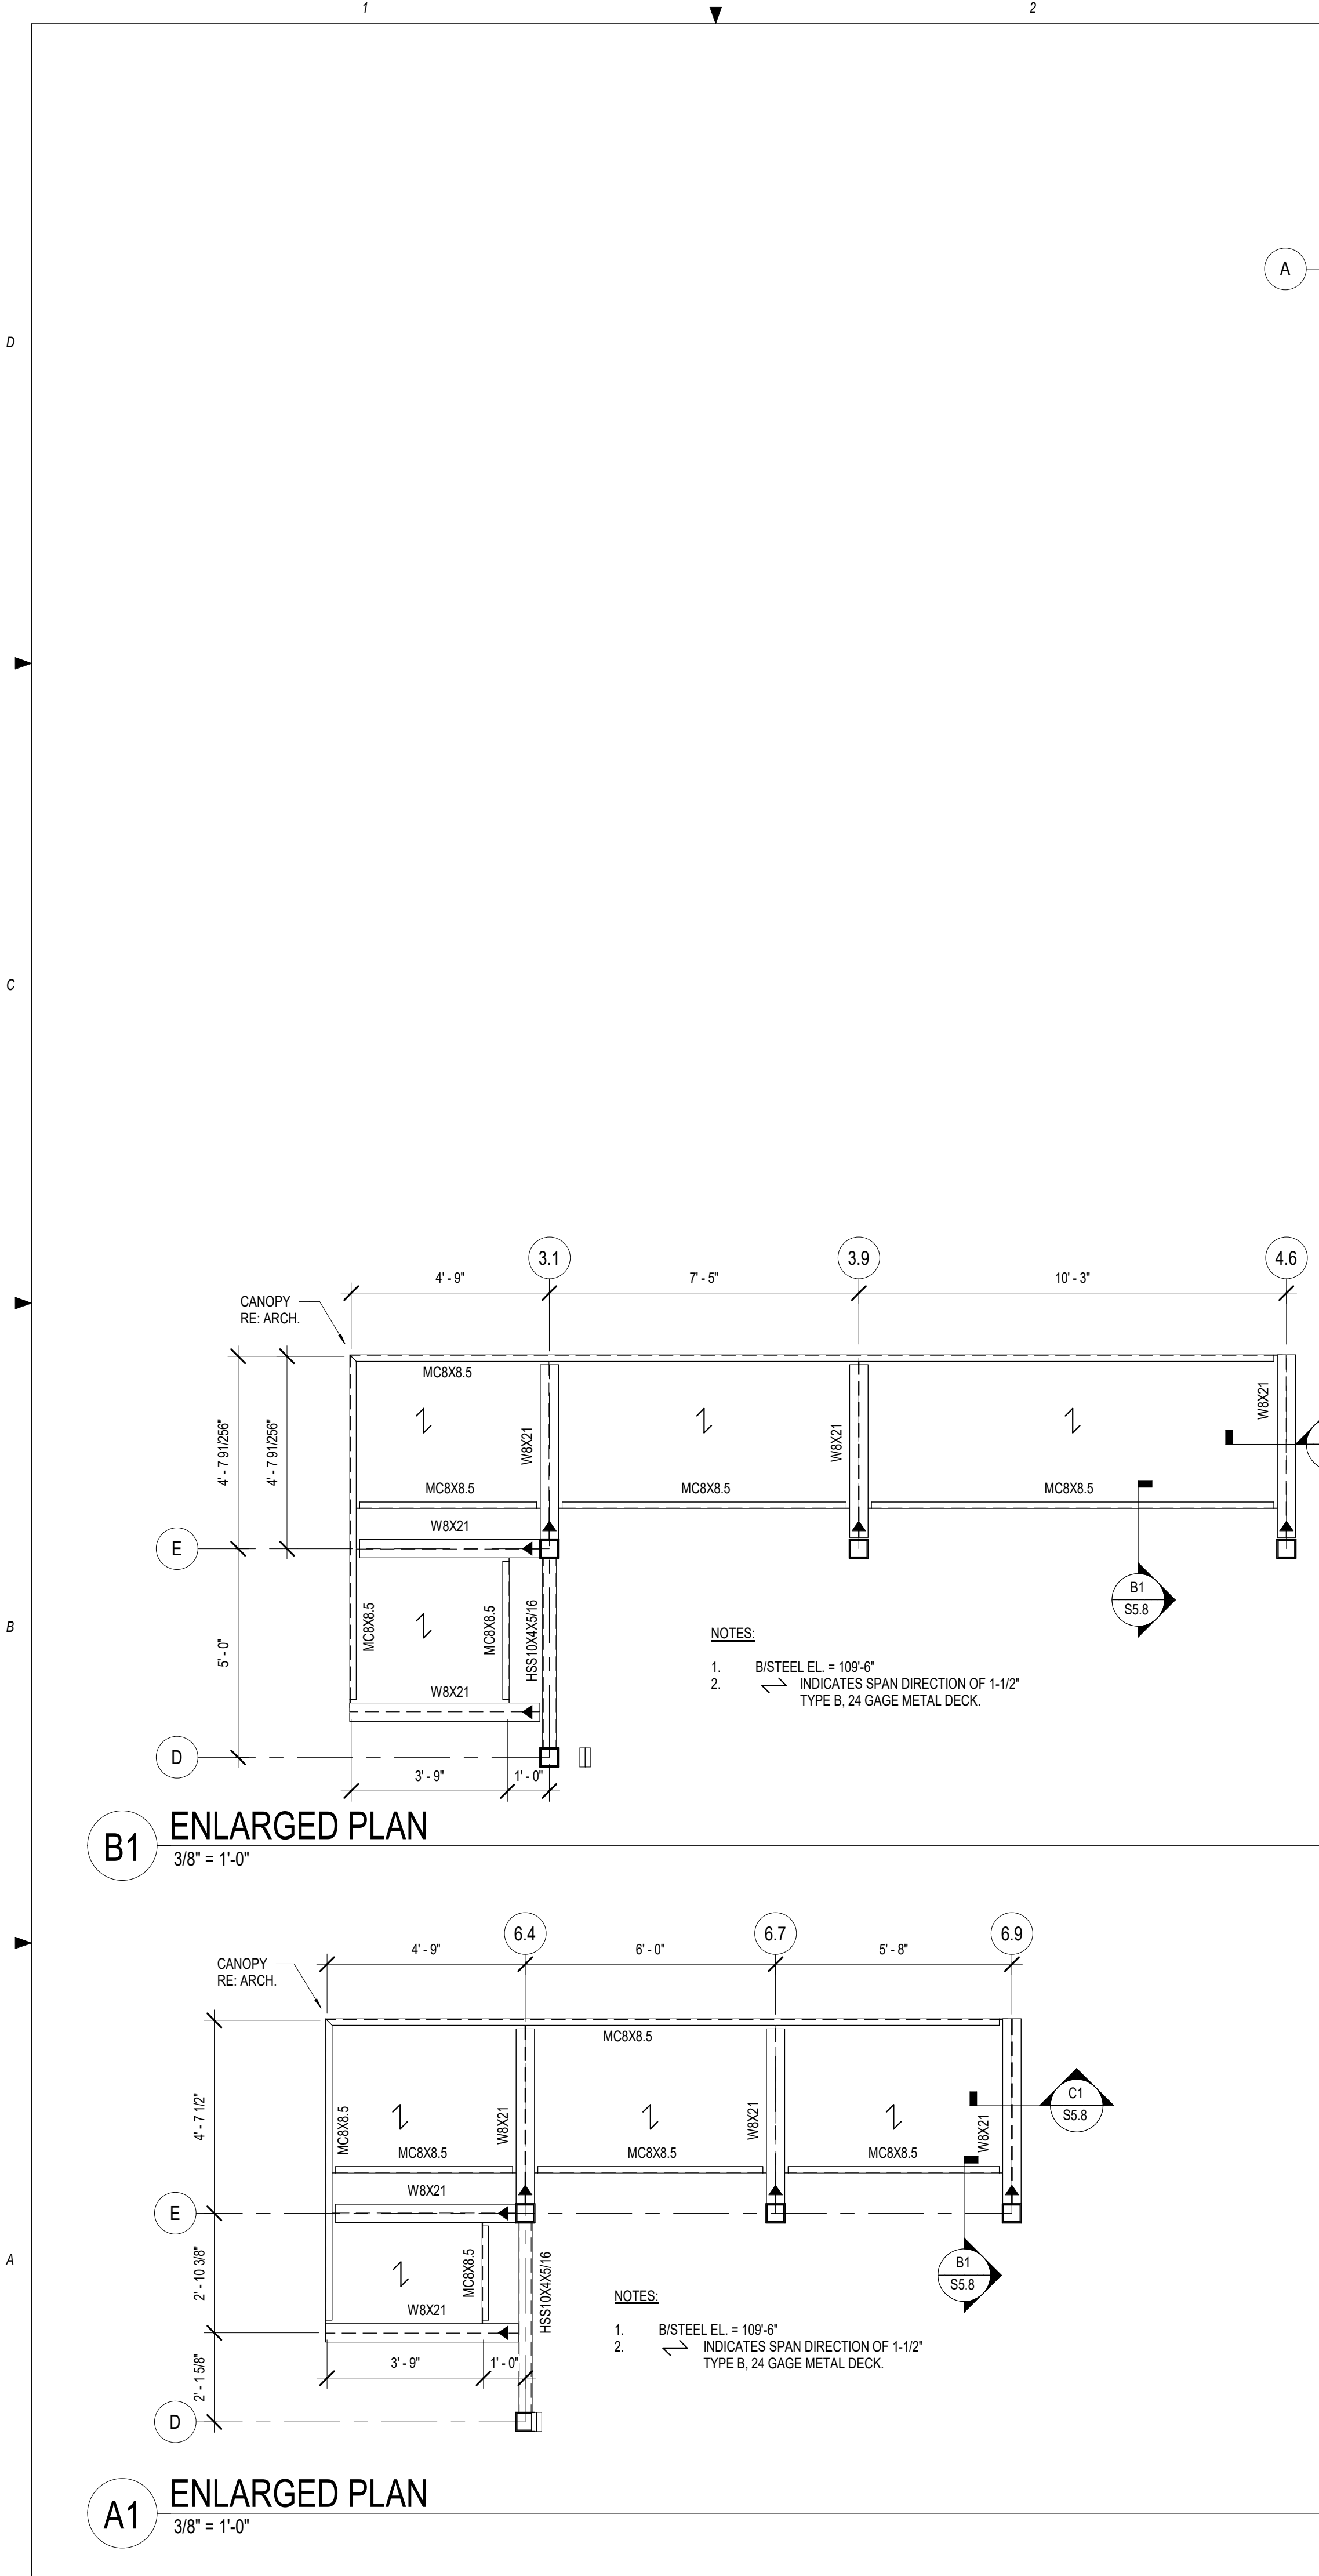 1
2
A
D
C
3.1
3.9
4.6
4' - 9"
7' - 5"
10' - 3"
CANOPY
RE: ARCH.
MC8X8.5
W8X21
W8X21
W8X21
4' - 7 91/256"
4' - 7 91/256"
MC8X8.5
MC8X8.5
MC8X8.5
W8X21
E
B1
S5.8
B
MC8X8.5
MC8X8.5
HSS10X4X5/16
5' - 0"
NOTES:
1. B/STEEL EL. = 109'-6"
2. INDICATES SPAN DIRECTION OF 1-1/2"
TYPE B, 24 GAGE METAL DECK.
W8X21
D
3' - 9"
1' - 0"
B1
ENLARGED PLAN
3/8" = 1'-0"
6.4
6.7
6.9
4' - 9"
6' - 0"
5' - 8"
CANOPY
RE: ARCH.
MC8X8.5
4' - 7 1/2"
MC8X8.5
W8X21
W8X21
W8X21
C1
S5.8
MC8X8.5
MC8X8.5
MC8X8.5
W8X21
E
A
2' - 10 3/8"
MC8X8.5
HSS10X4X5/16
B1
S5.8
W8X21
NOTES:
1. B/STEEL EL. = 109'-6"
2. INDICATES SPAN DIRECTION OF 1-1/2"
TYPE B, 24 GAGE METAL DECK.
3' - 9"
1' - 0"
2' - 1 5/8"
D
A1
ENLARGED PLAN
3/8" = 1'-0"